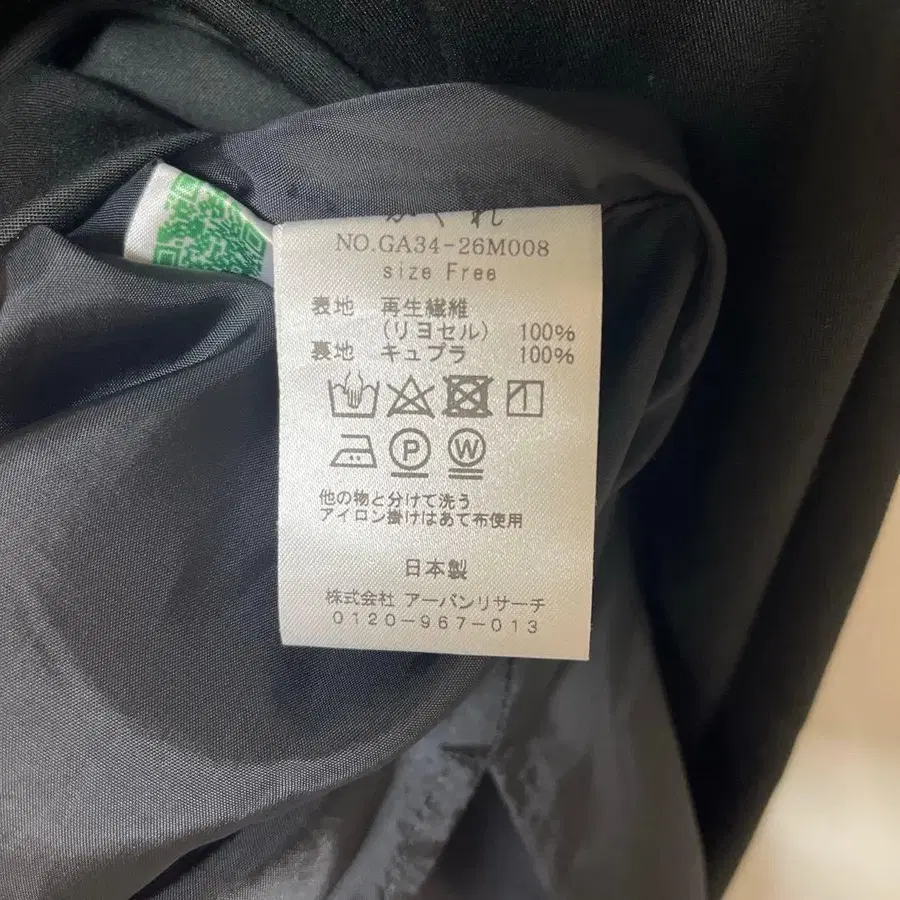 かぐれ
NO.GA34-26M008
size Free
表地 再生繊維
(リヨセル) 100%
裏地 キュプラ 100%
P W
他の物と分けて洗う
アイロン掛けはあて布使用
日本製
株式会社 アーバンリサーチ
0120-967-013